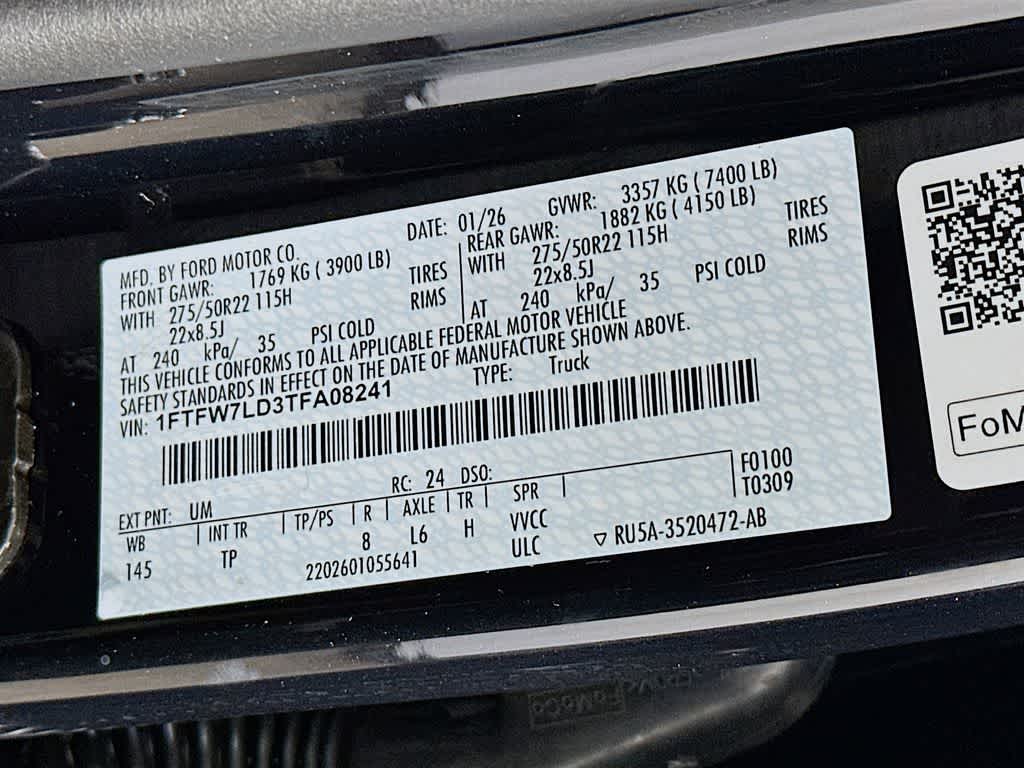 MFD. BY FORD MOTOR CO. DATE: 01/26 GVWR: 3357 KG ( 7400 LB)
FRONT GAWR: 1769 KG ( 3900 LB)
WITH 275/50R22 115H TIRES
22x8.5J RIMS
AT 240 kPa/ 35 PSI COLD
REAR GAWR: 1882 KG ( 4150 LB)
WITH 275/50R22 115H TIRES
22x8.5J RIMS
AT 240 kPa/ 35 PSI COLD
THIS VEHICLE CONFORMS TO ALL APPLICABLE FEDERAL MOTOR VEHICLE
SAFETY STANDARDS IN EFFECT ON THE DATE OF MANUFACTURE SHOWN ABOVE.
VIN: 1FTFW7LD3TFA08241 TYPE: Truck
EXT PNT: UM RC: 24 DSO: F0100
WB INT TR TP/PS R AXLE TR SPR T0309
145 TP 8 L6 H VVCC
2202601055641 ULC ▽ RU5A-3520472-AB
FoM
FoMoCo